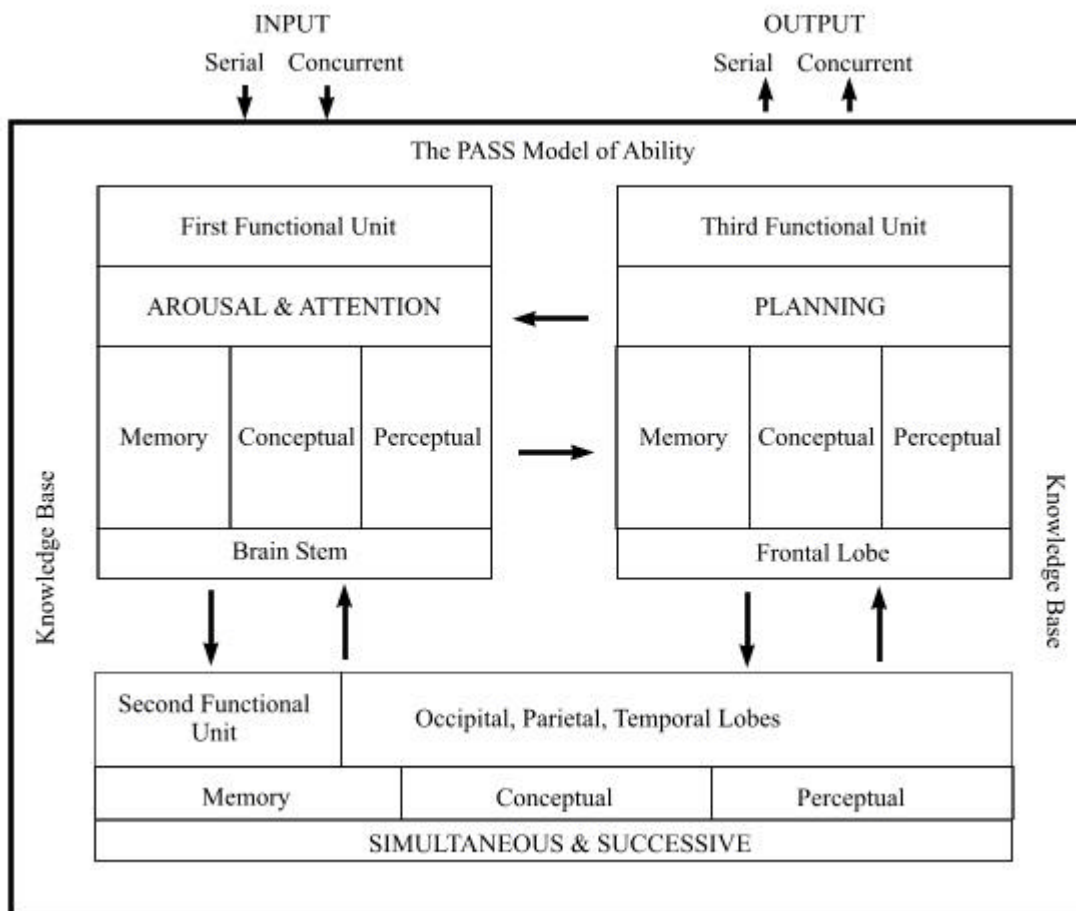 INPUT
OUTPUT
Serial Concurrent
Serial Concurrent
The PASS Model of Ability
First Functional Unit
AROUSAL & ATTENTION
Memory Conceptual Perceptual
Brain Stem
Third Functional Unit
PLANNING
Memory Conceptual Perceptual
Frontal Lobe
Knowledge Base
Knowledge Base
Second Functional
Unit
Occipital, Parietal, Temporal Lobes
Memory Conceptual Perceptual
SIMULTANEOUS & SUCCESSIVE